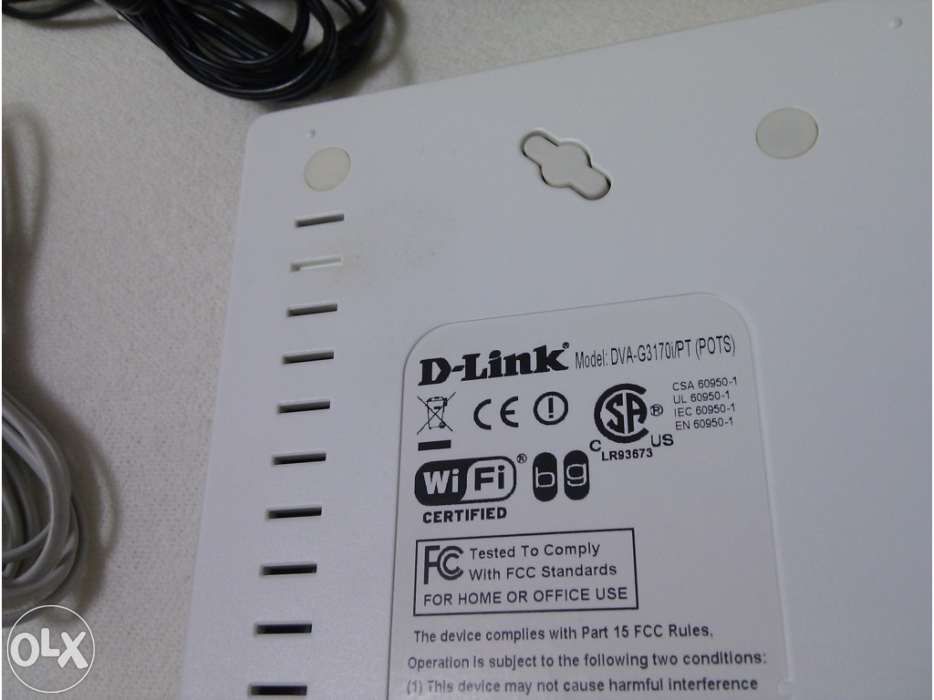 D-Link® Model: DVA-G3170i/PT (POTS)
CE
CSA 60950-1
UL 60950-1
IEC 60950-1
EN 60950-1
SA ®
C US
LR93673
Wi Fi ® b g
CERTIFIED
FC Tested To Comply
With FCC Standards
FOR HOME OR OFFICE USE
The device complies with Part 15 FCC Rules.
Operation is subject to the following two conditions:
(1) This device may not cause harmful interference
OLX